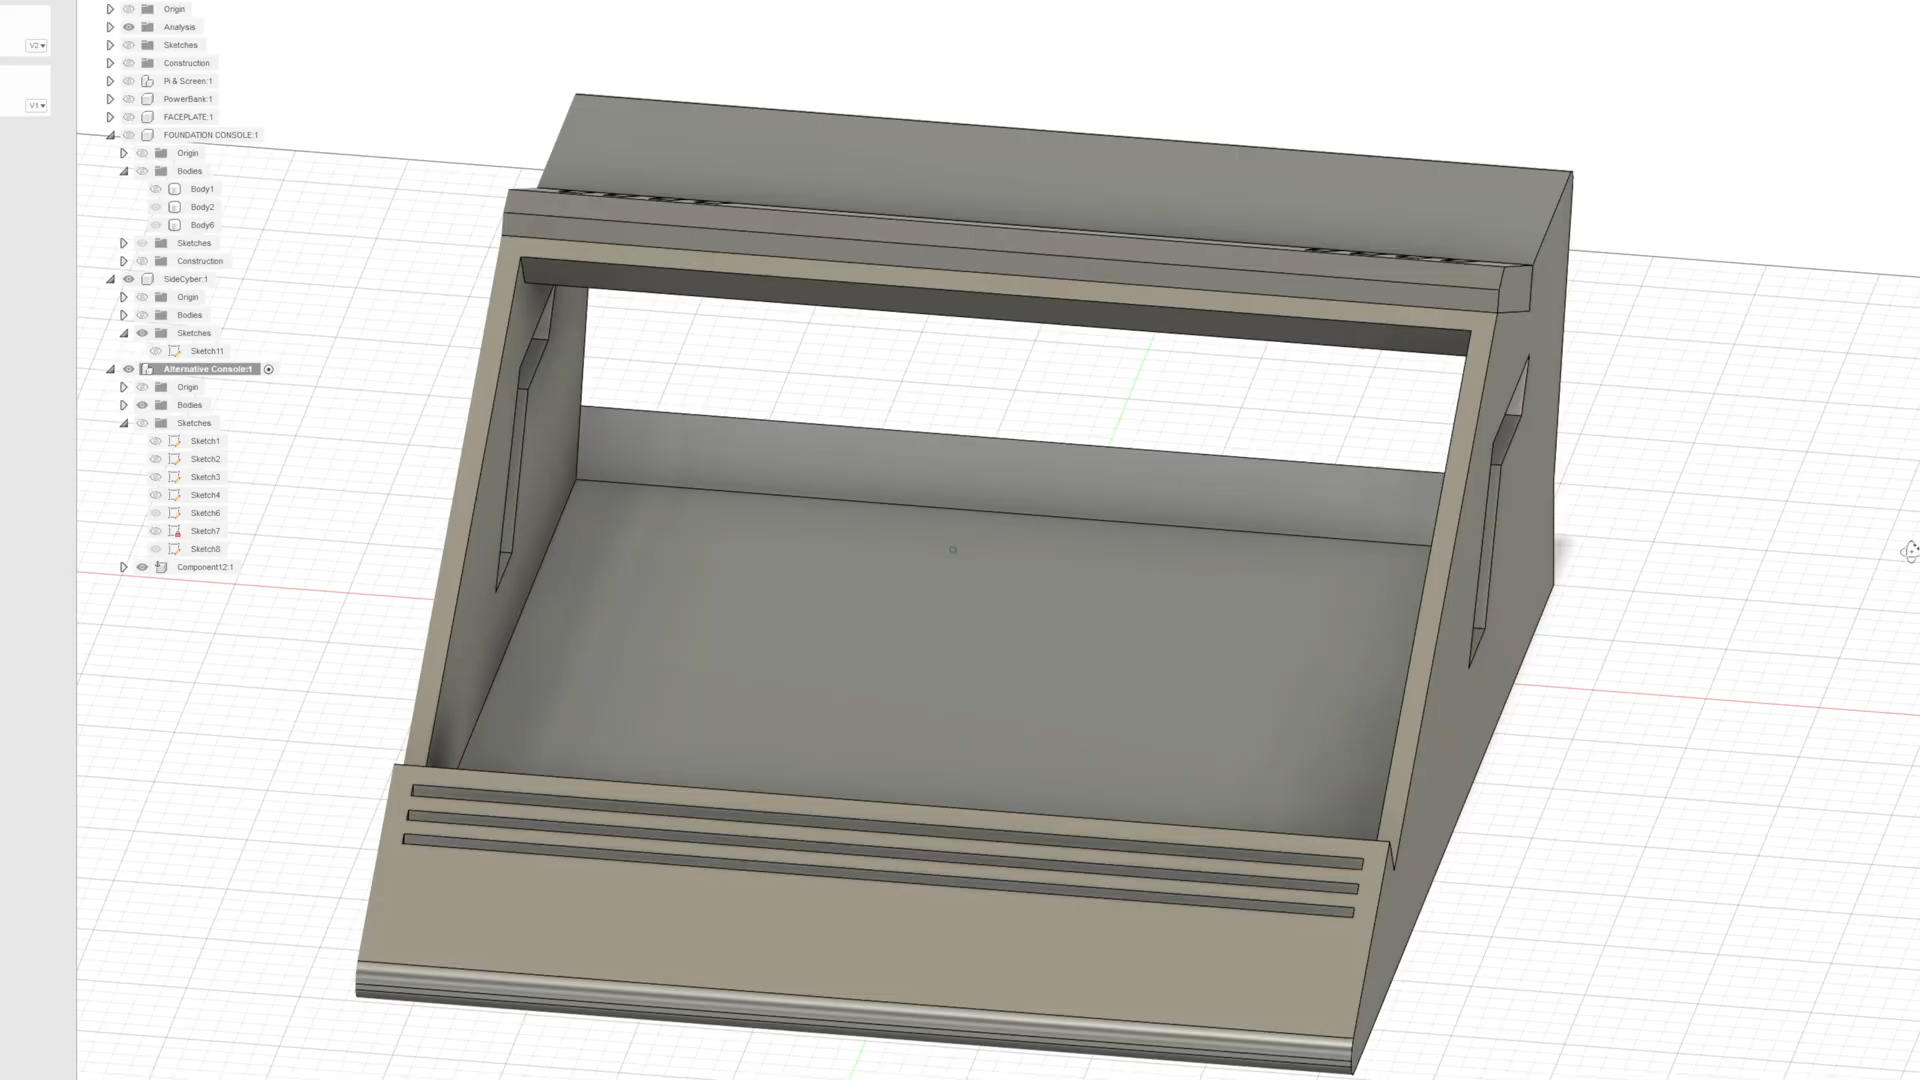 Origin
Analysis
Sketches
V2
Construction
Pi & Screen:1
PowerBank:1
V1
FACEPLATE:1
FOUNDATION CONSOLE:1
Origin
Bodies
Body1
Body2
Body6
Sketches
Construction
SideCyber:1
Origin
Bodies
Sketches
Sketch11
Alternative Console:1
Origin
Bodies
Sketches
Sketch1
Sketch2
Sketch3
Sketch4
Sketch6
Sketch7
Sketch8
Component12:1